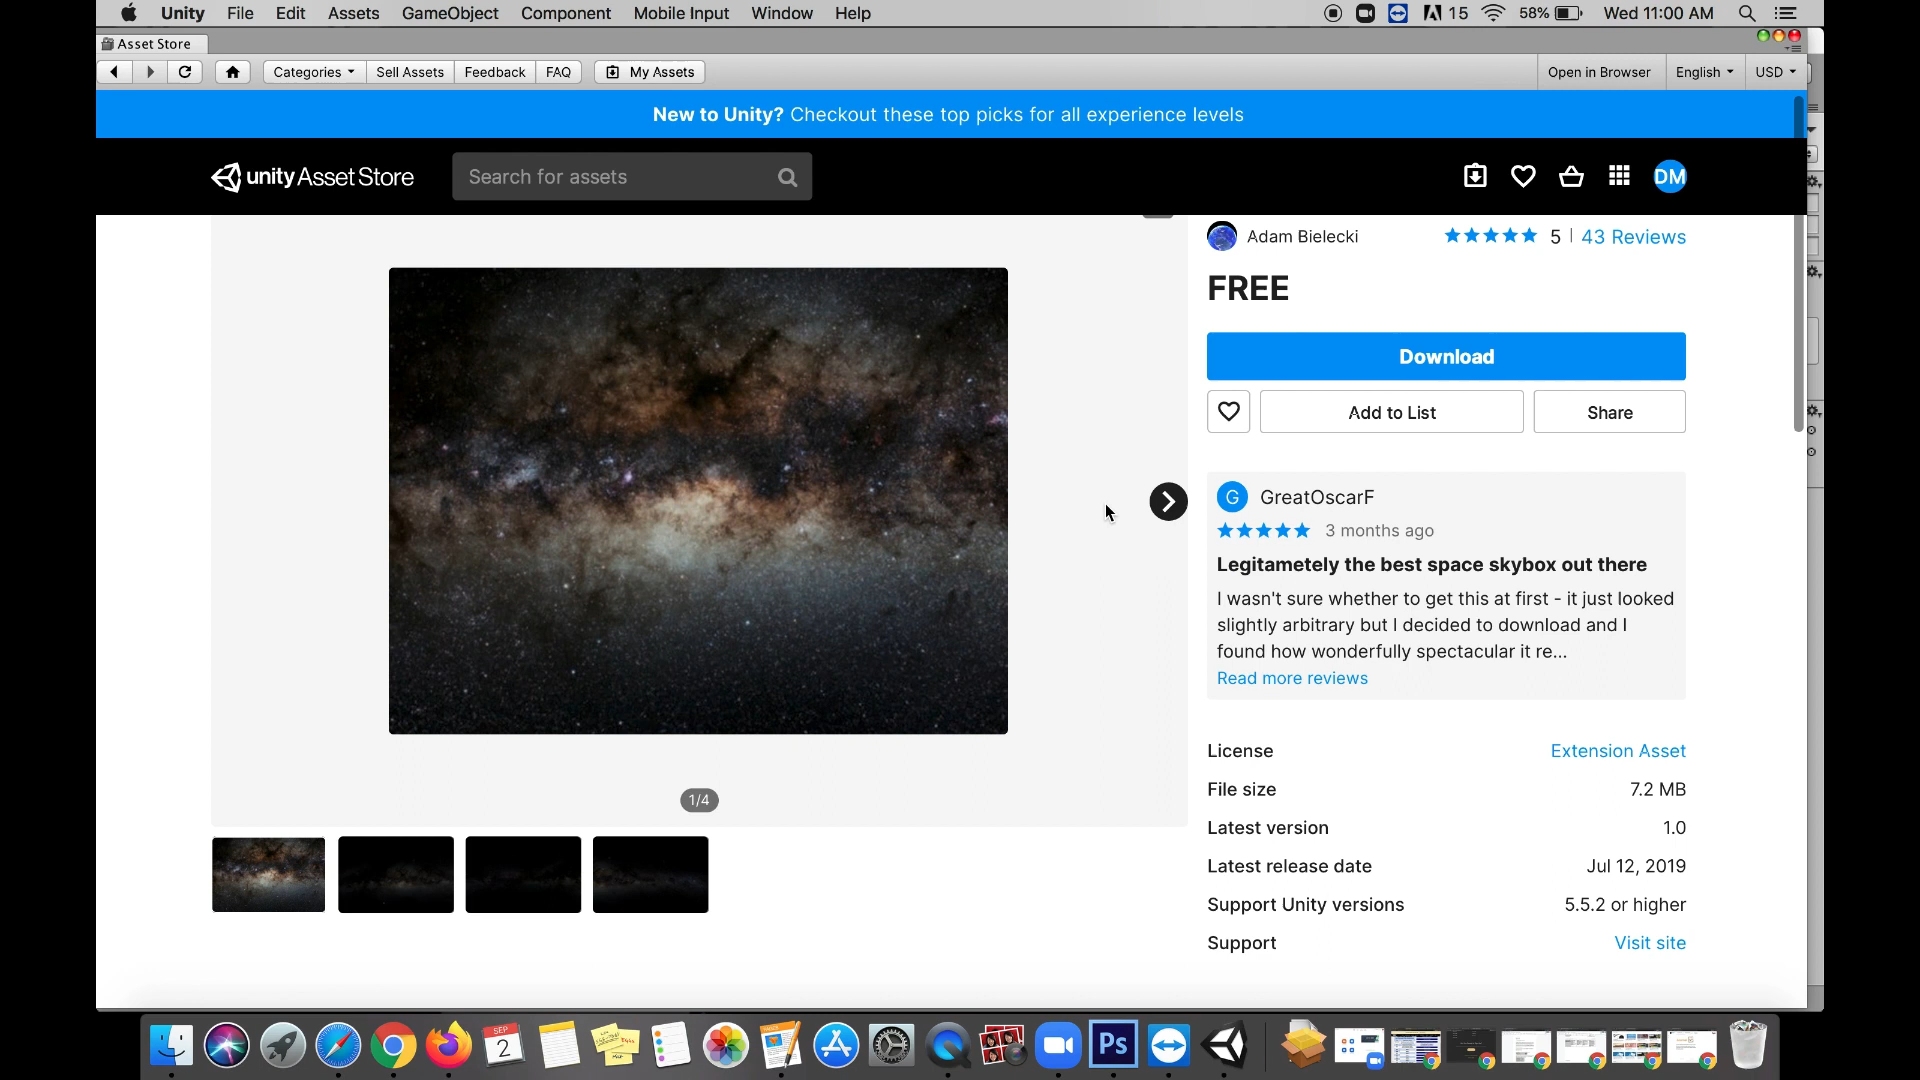 Unity File Edit Assets GameObject Component Mobile Input Window Help 15 58% Wed 11:00 AM
Asset Store
Categories Sell Assets Feedback FAQ My Assets Open in Browser English USD
New to Unity? Checkout these top picks for all experience levels
unity Asset Store Search for assets DM
Adam Bielecki 5 | 43 Reviews
FREE
Download
Add to List Share
G GreatOscarF
3 months ago
Legitametely the best space skybox out there
I wasn't sure whether to get this at first - it just looked
slightly arbitrary but I decided to download and I
found how wonderfully spectacular it re...
Read more reviews
License Extension Asset
File size 7.2 MB
1/4
Latest version 1.0
Latest release date Jul 12, 2019
Support Unity versions 5.5.2 or higher
Support Visit site
SEP
2
Ps